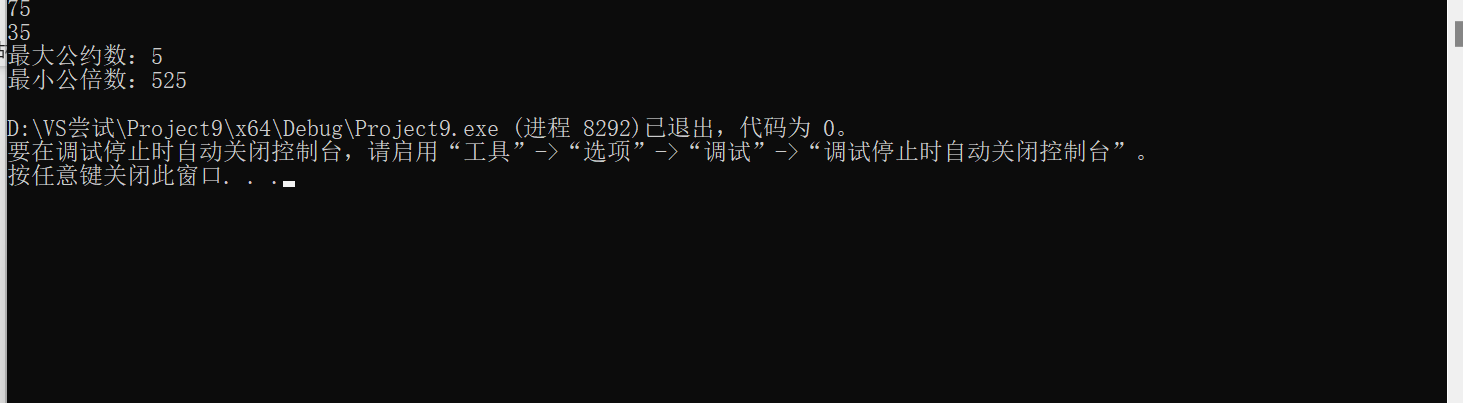 75
35
最大公约数：5
最小公倍数：525
D:\VS尝试\Project9\x64\Debug\Project9.exe (进程 8292)已退出，代码为 0。
要在调试停止时自动关闭控制台，请启用“工具”->“选项”->“调试”->“调试停止时自动关闭控制台”。
按任意键关闭此窗口. . .